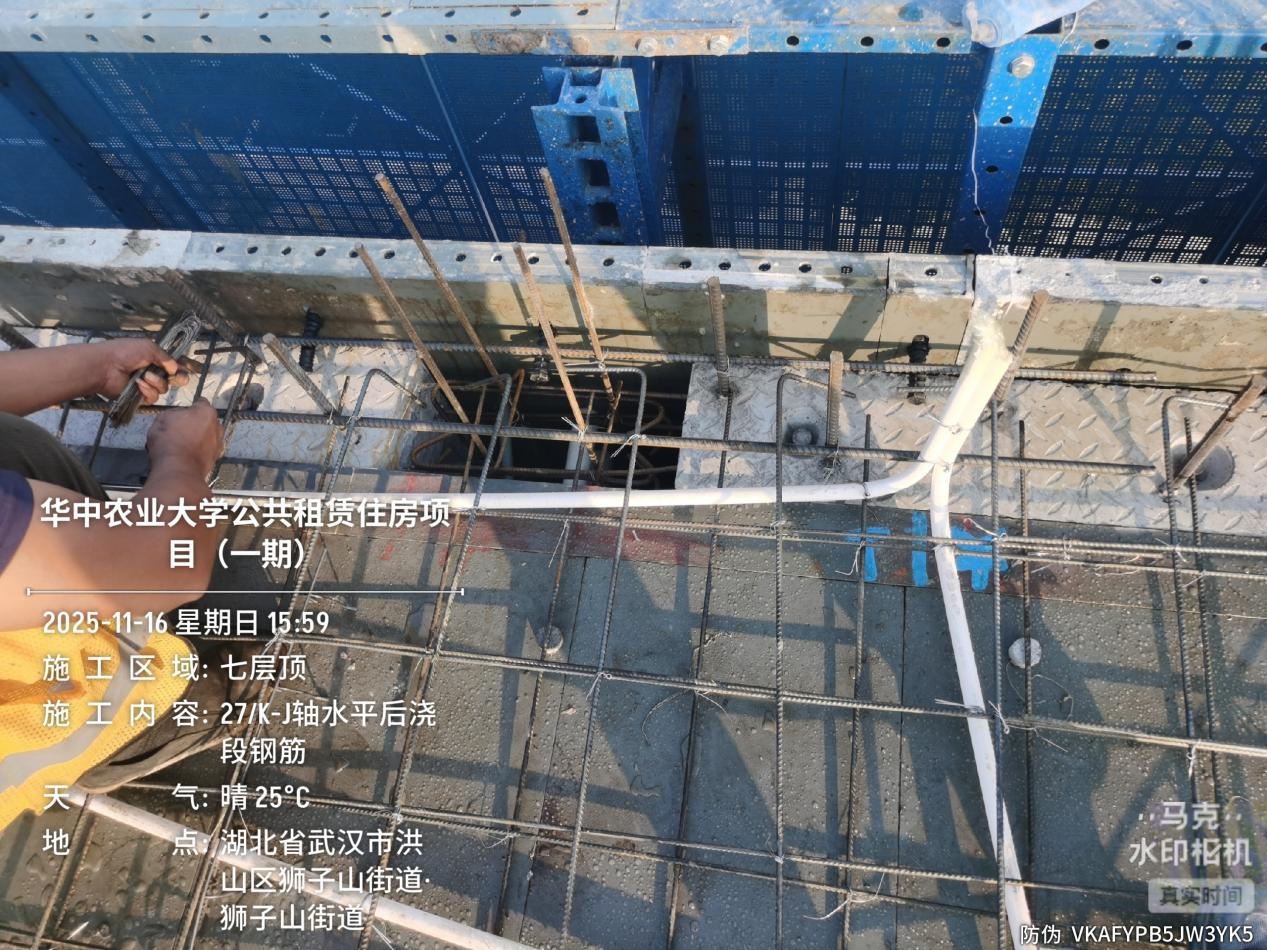 华中农业大学公共租赁住房项
目（一期）
2025-11-16 星期日 15:59
施工区域：七层顶
施工内容：27/K-J轴水平后浇
段钢筋
天气：晴 25°C
地点：湖北省武汉市洪
山区狮子山街道·
狮子山街道
马克
水印相机
真实时间
防伪 VKAFYPB5JW3YK5